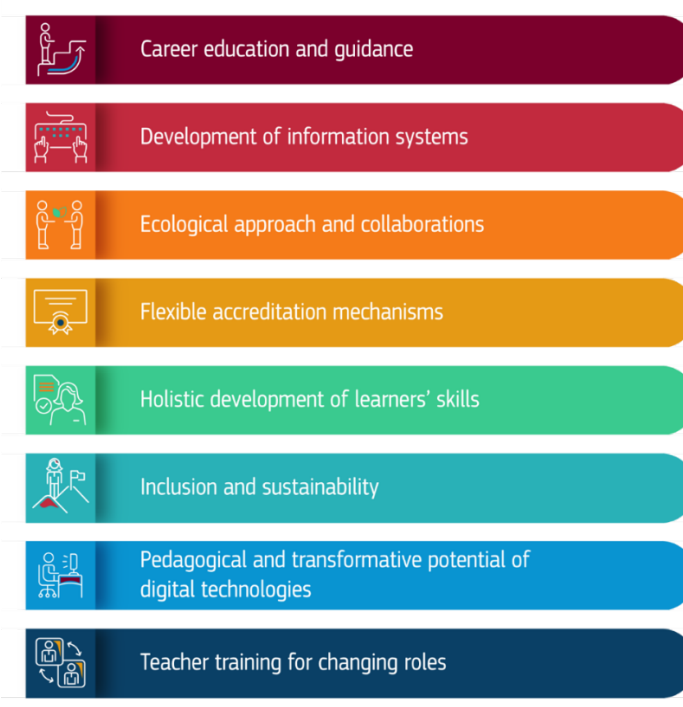 Career education and guidance
Development of information systems
Ecological approach and collaborations
Flexible accreditation mechanisms
Holistic development of learners’ skills
Inclusion and sustainability
Pedagogical and transformative potential of
digital technologies
Teacher training for changing roles